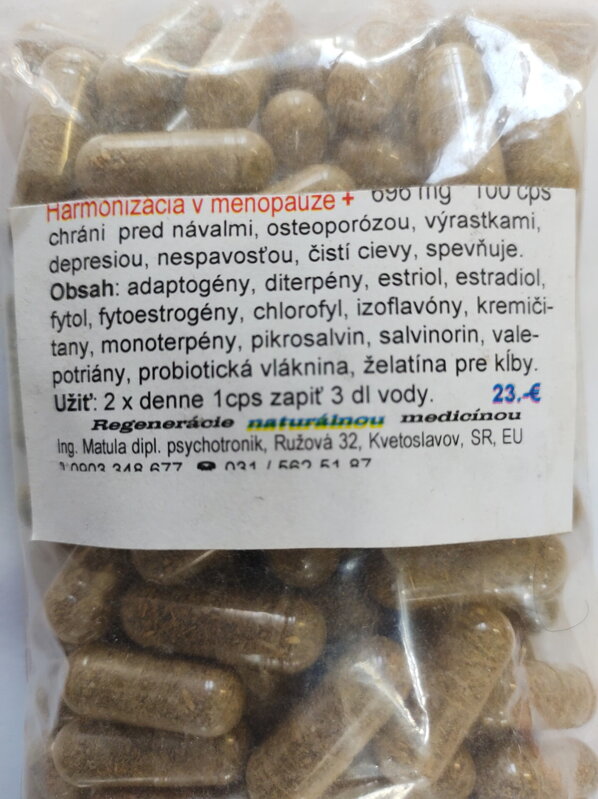 Harmonizácia v menopauze + 696 mg 100 cps
chráni pred návalmi, osteoporózou, výrastkami,
depresiou, nespavosťou, čistí cievy, spevňuje.
Obsah: adaptogény, diterpény, estriol, estradiol,
fytol, fytoestrogény, chlorofyl, izoflavóny, kremiči-
tany, monoterpény, pikrosalvin, salvinorin, vale-
potriány, probiotická vláknina, želatína pre kĺby.
Užiť: 2 x denne 1cps zapiť 3 dl vody. 23,-€
Regenerácie naturálnou medicínou
Ing. Matula dipl. psychotronik, Ružová 32, Kvetoslavov, SR, EU
0903 348 677 ☎ 031 / 562 51 87